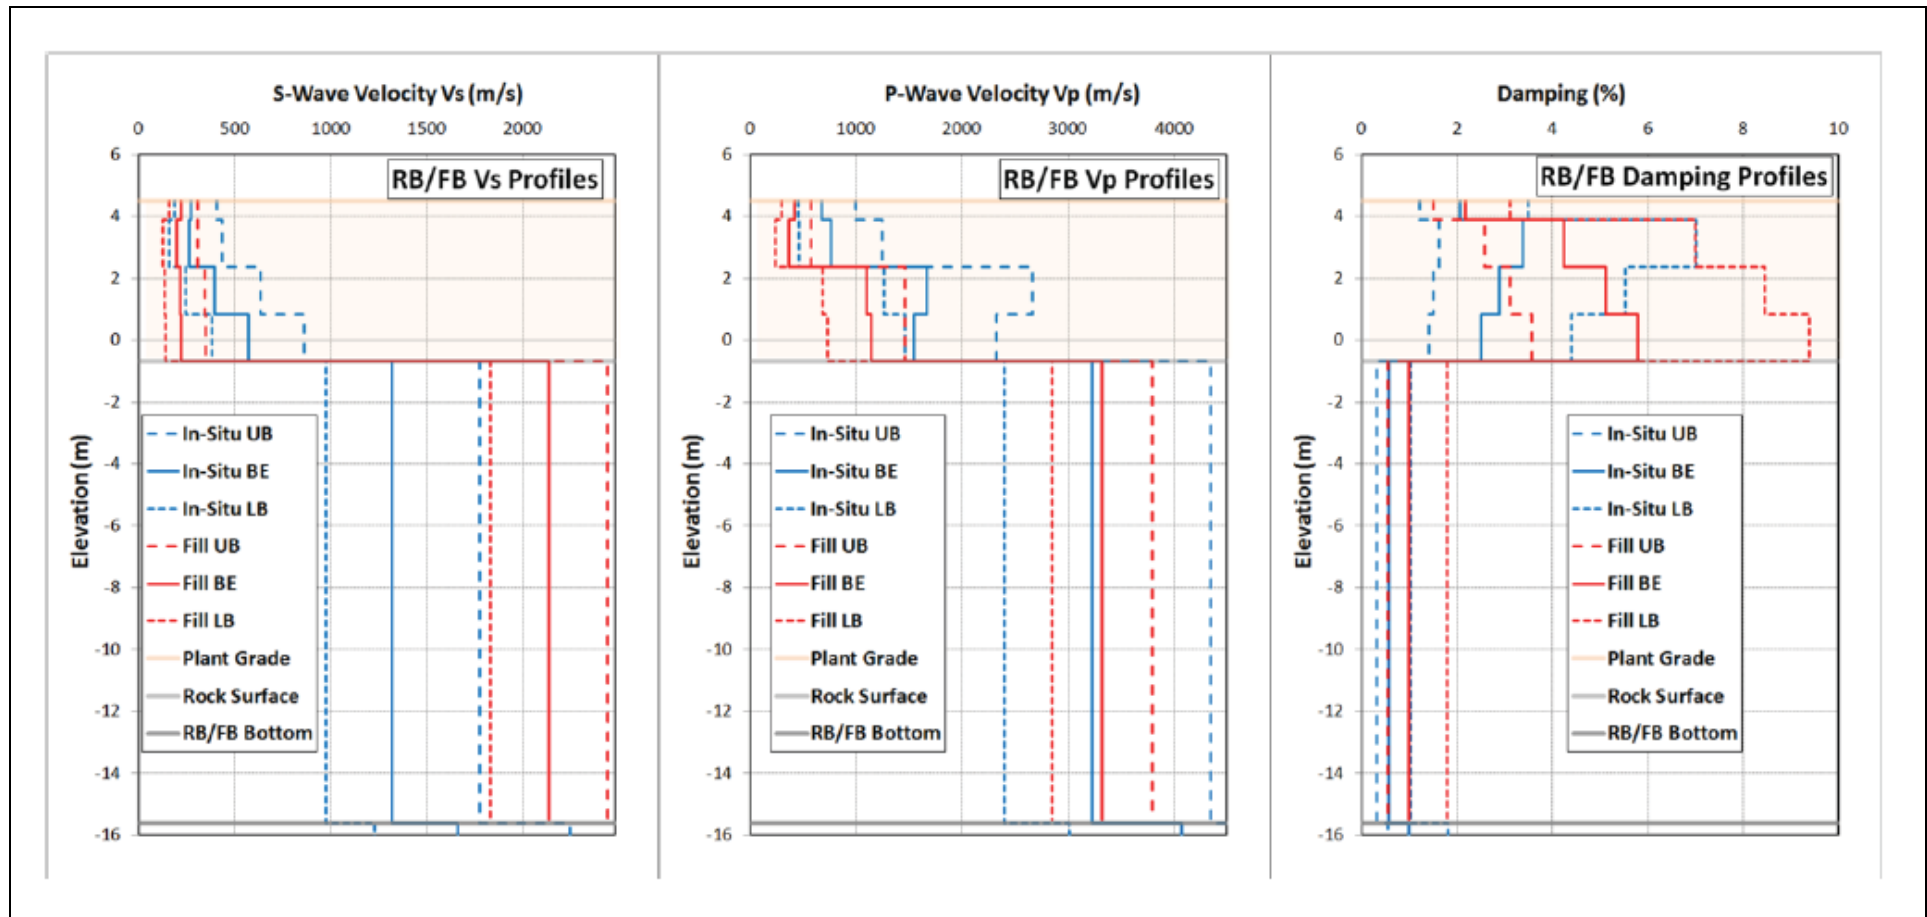 S-Wave Velocity Vs (m/s)
0 500 1000 1500 2000
6
4
2
0
-2
-4
-6
-8
-10
-12
-14
-16
Elevation (m)
RB/FB Vs Profiles
In-Situ UB
In-Situ BE
In-Situ LB
Fill UB
Fill BE
Fill LB
Plant Grade
Rock Surface
RB/FB Bottom
P-Wave Velocity Vp (m/s)
0 1000 2000 3000 4000
6
4
2
0
-2
-4
-6
-8
-10
-12
-14
-16
Elevation (m)
RB/FB Vp Profiles
In-Situ UB
In-Situ BE
In-Situ LB
Fill UB
Fill BE
Fill LB
Plant Grade
Rock Surface
RB/FB Bottom
Damping (%)
0 2 4 6 8 10
6
4
2
0
-2
-4
-6
-8
-10
-12
-14
-16
Elevation (m)
RB/FB Damping Profiles
In-Situ UB
In-Situ BE
In-Situ LB
Fill UB
Fill BE
Fill LB
Plant Grade
Rock Surface
RB/FB Bottom